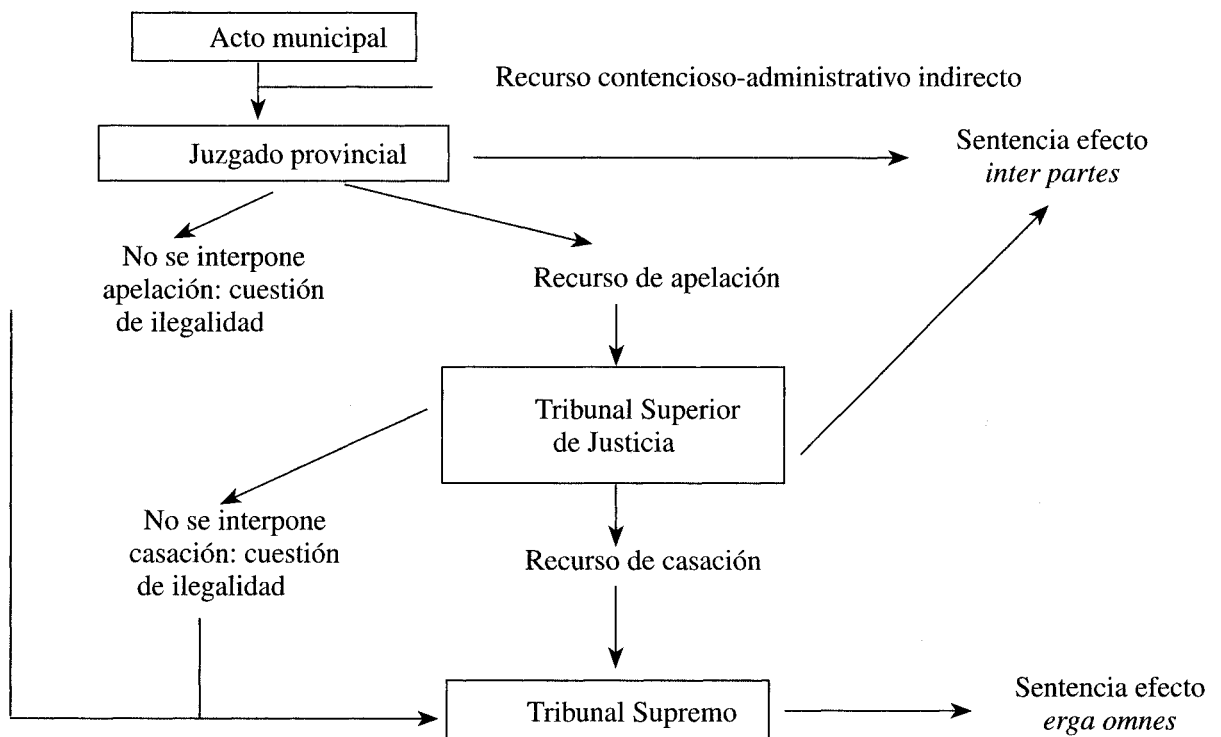 Acto municipal
Recurso contencioso-administrativo indirecto
Juzgado provincial
Sentencia efecto
inter partes
No se interpone
apelación: cuestión
de ilegalidad
Recurso de apelación
Tribunal Superior
de Justicia
No se interpone
casación: cuestión
de ilegalidad
Recurso de casación
Tribunal Supremo
Sentencia efecto
erga omnes